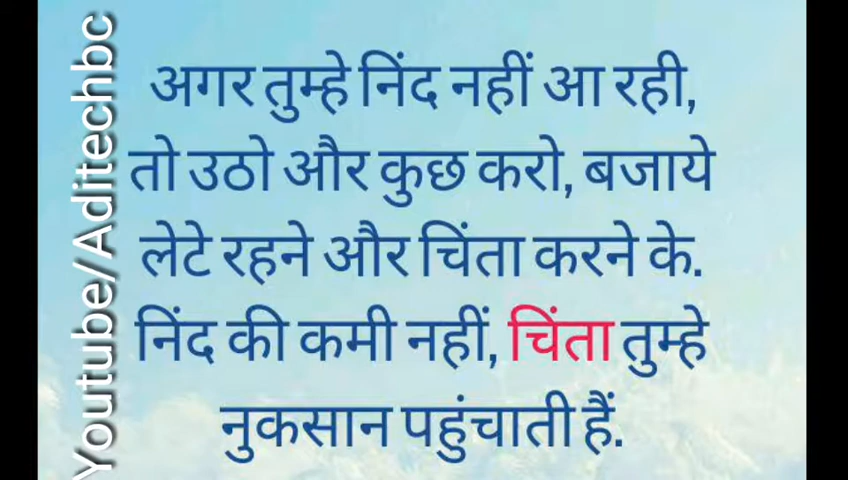 अगर तुम्हे निंद नहीं आ रही,
तो उठो और कुछ करो, बजाये
लेटे रहने और चिंता करने के.
निंद की कमी नहीं, चिंता तुम्हे
नुकसान पहुंचाती हैं.
Youtube/Aditechbc